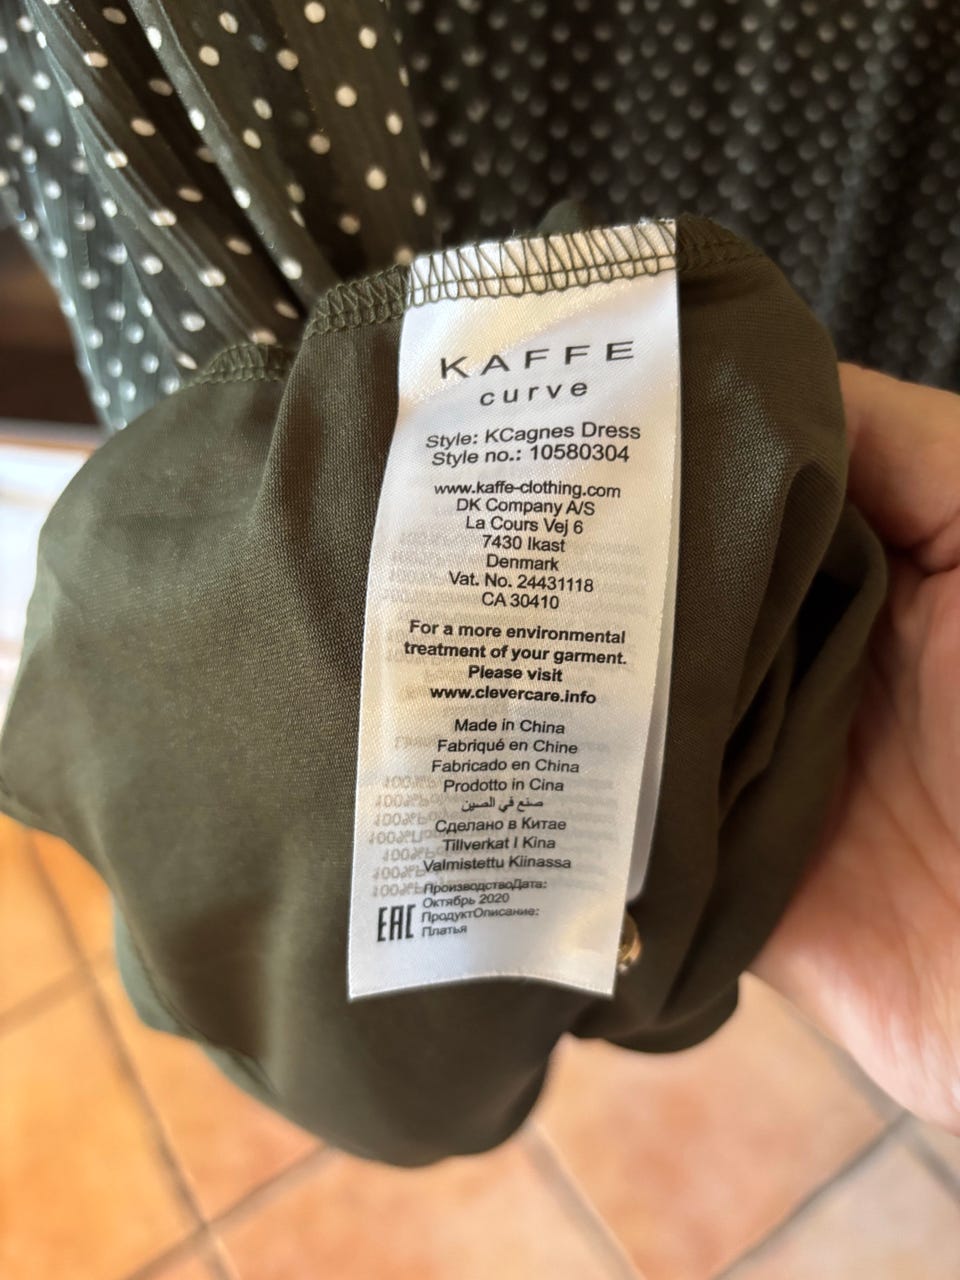 KAFFE
curve
Style: KCagnes Dress
Style no.: 10580304
www.kaffe-clothing.com
DK Company A/S
La Cours Vej 6
7430 Ikast
Denmark
Vat. No. 24431118
CA 30410
For a more environmental
treatment of your garment.
Please visit
www.clevercare.info
Made in China
Fabriqué en Chine
Fabricado en China
Prodotto in Cina
صنع في الصين
Сделано в Китае
Tillverkat I Kina
Valmistettu Kiinassa
ПроизводствоДата:
Октябрь 2020
ПродуктОписание:
Платья
EAC